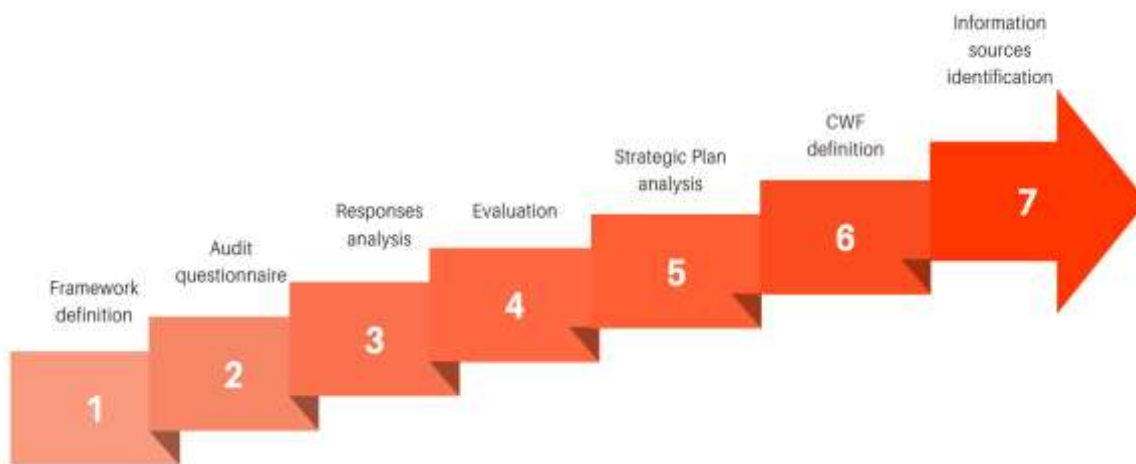 Framework
definition
1
Audit
questionnaire
2
Responses
analysis
3
Evaluation
4
Strategic Plan
analysis
5
CWF
definition
6
Information
sources
identification
7